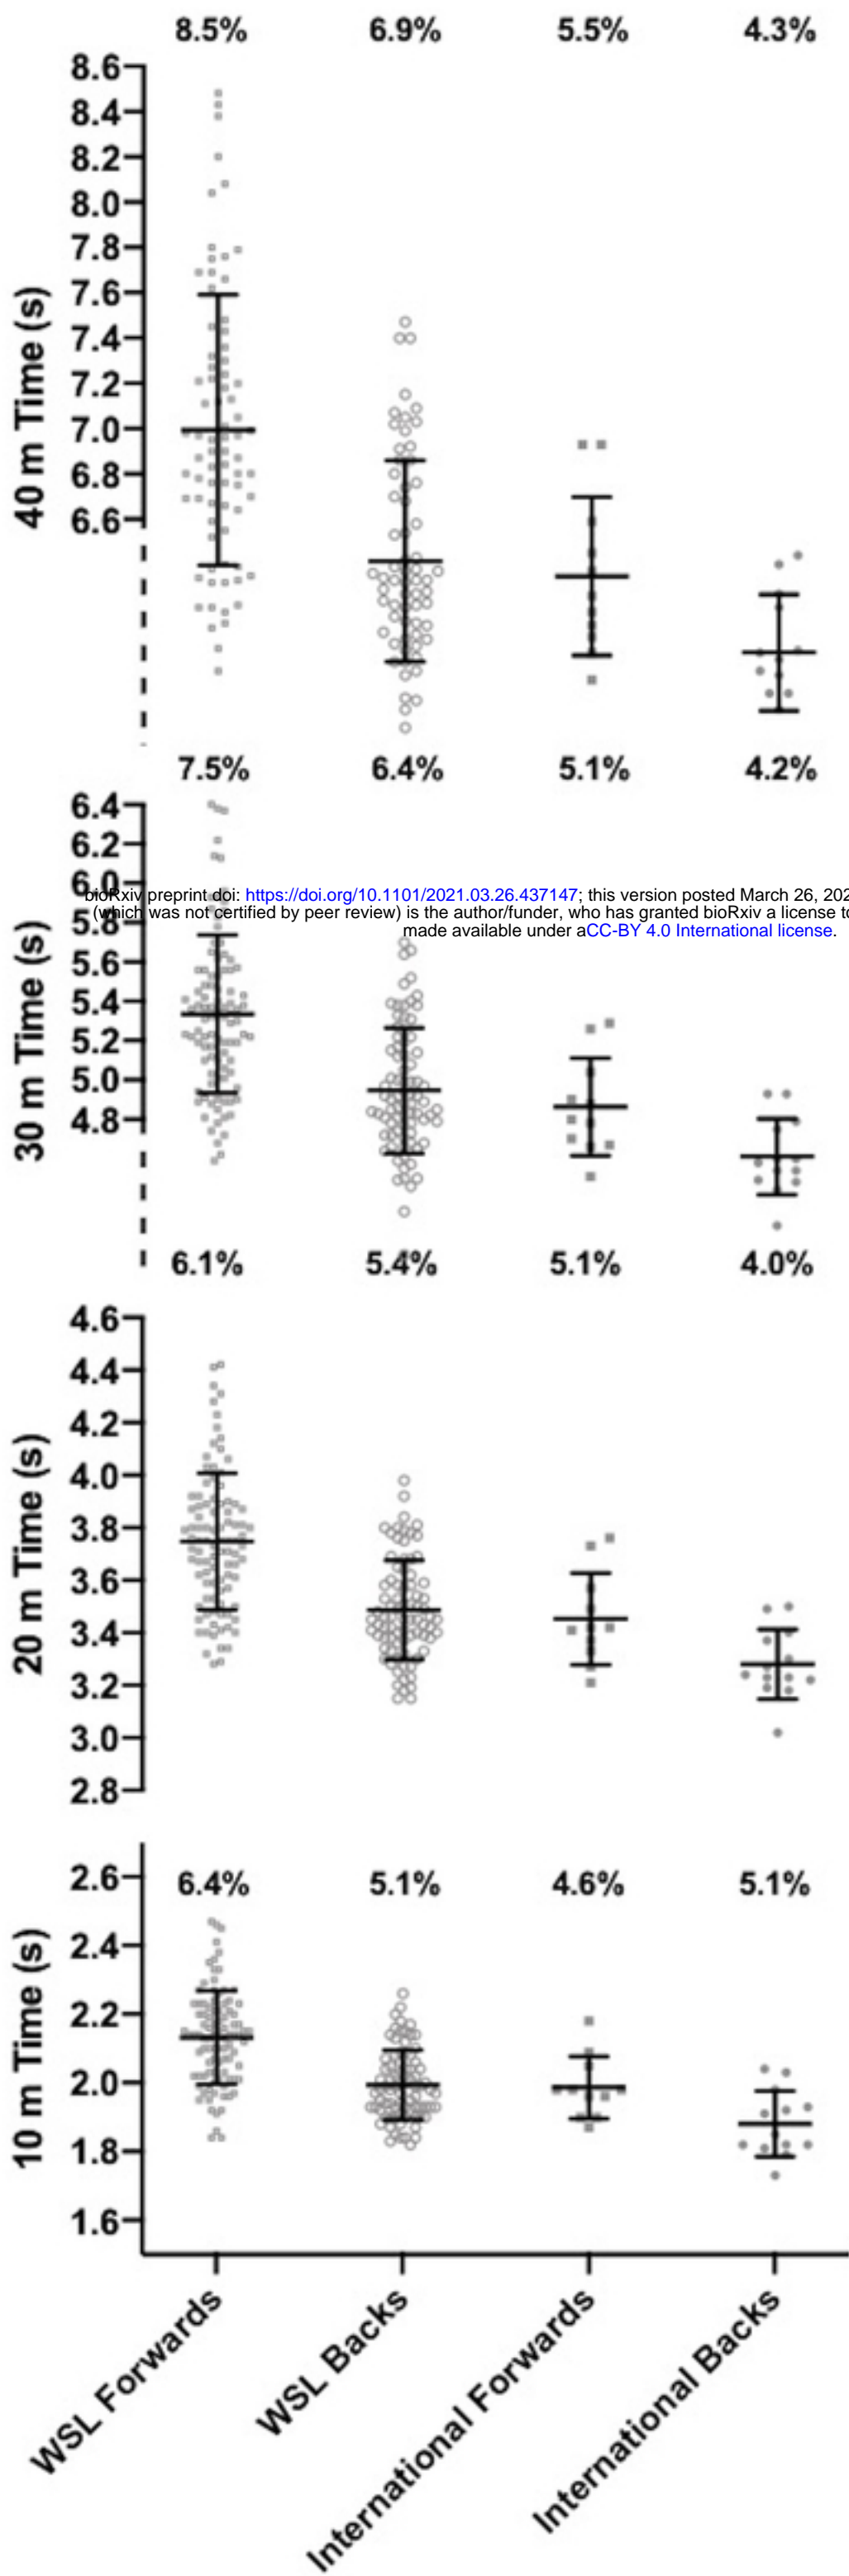 8.5% 6.9% 5.5% 4.3%
8.6
8.4
8.2
8.0
7.8
7.6
7.4
7.2
7.0
6.8
6.6
40 m Time (s)
7.5% 6.4% 5.1% 4.2%
6.4
6.2
6.0
bioRxiv preprint doi: https://doi.org/10.1101/2021.03.26.437147; this version posted March 26, 202
(which was not certified by peer review) is the author/funder, who has granted bioRxiv a license to
made available under aCC-BY 4.0 International license.
5.8
5.6
5.4
5.2
5.0
4.8
30 m Time (s)
6.1% 5.4% 5.1% 4.0%
4.6
4.4
4.2
4.0
3.8
3.6
3.4
3.2
3.0
2.8
20 m Time (s)
6.4% 5.1% 4.6% 5.1%
2.6
2.4
2.2
2.0
1.8
1.6
10 m Time (s)
WSL Forwards
WSL Backs
International Forwards
International Backs